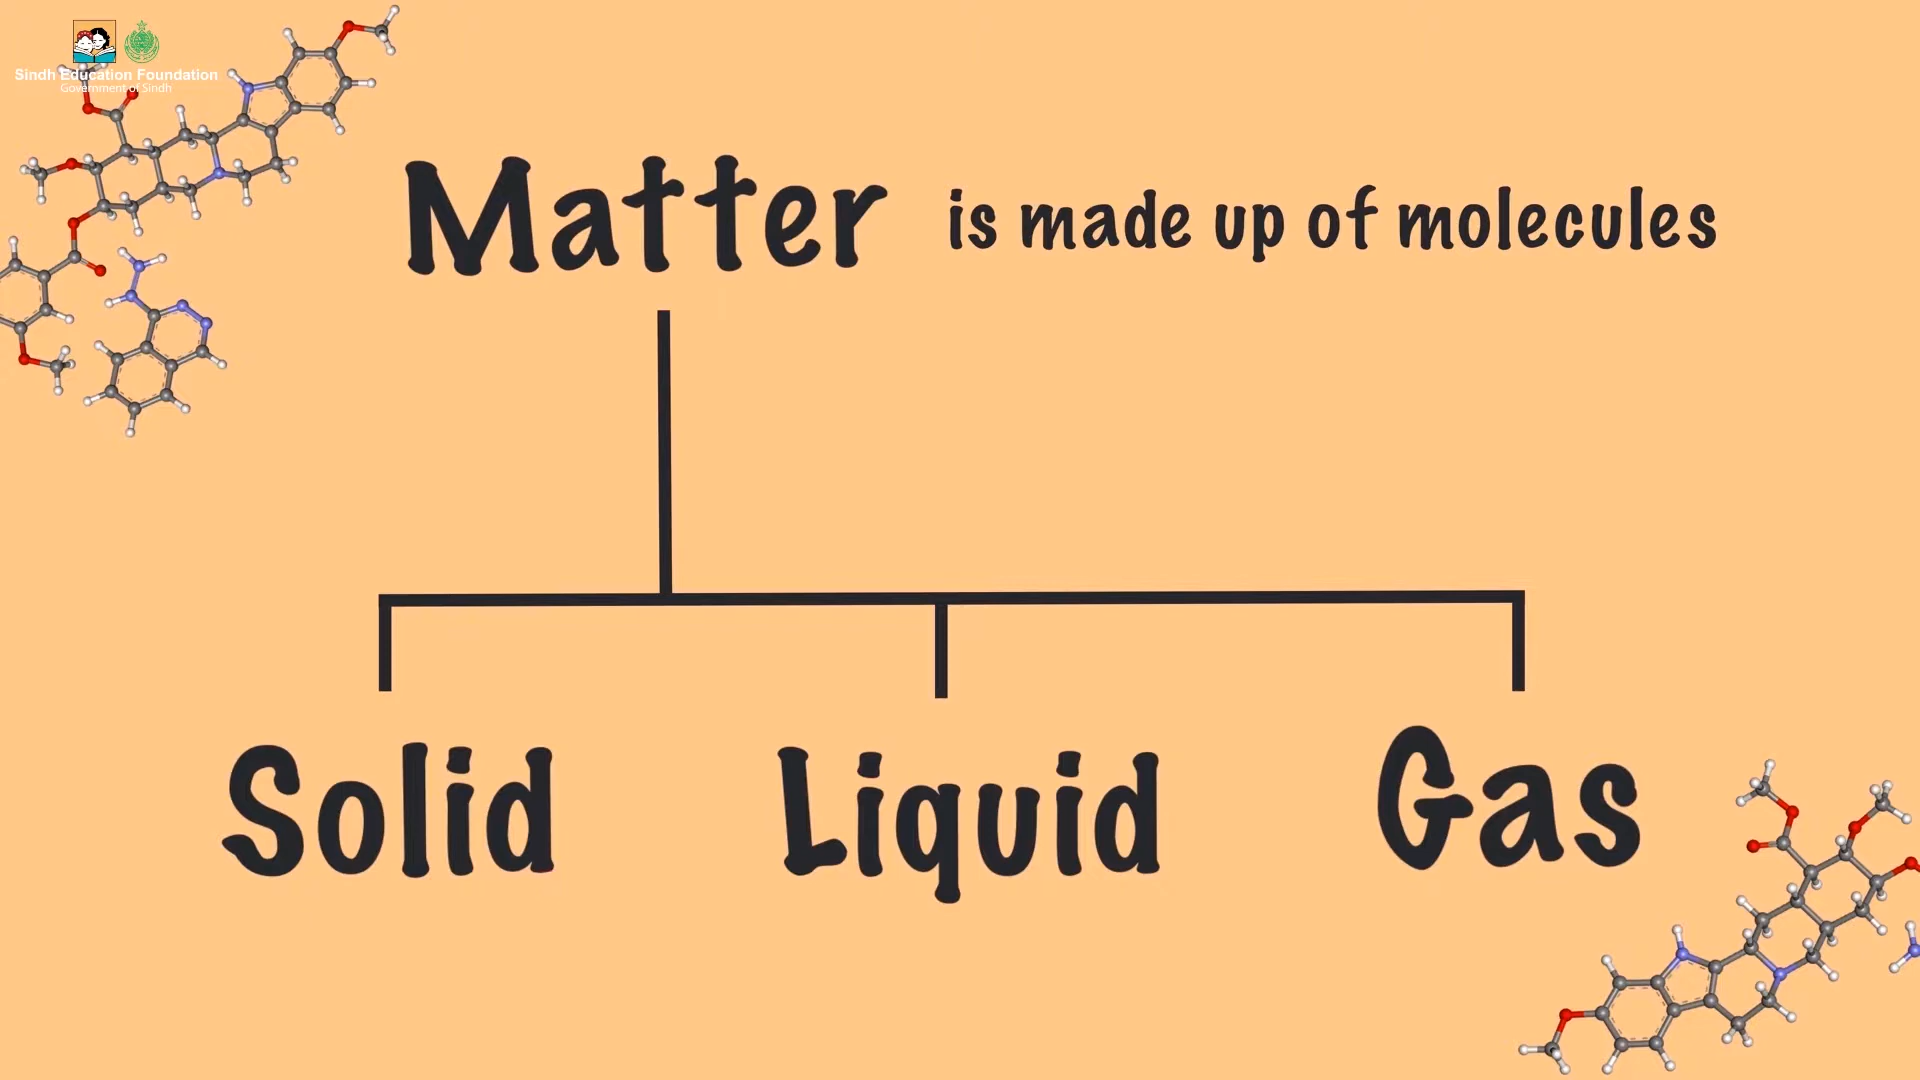 Sindh Education Foundation
Government of Sindh
Matter is made up of molecules
Solid Liquid Gas